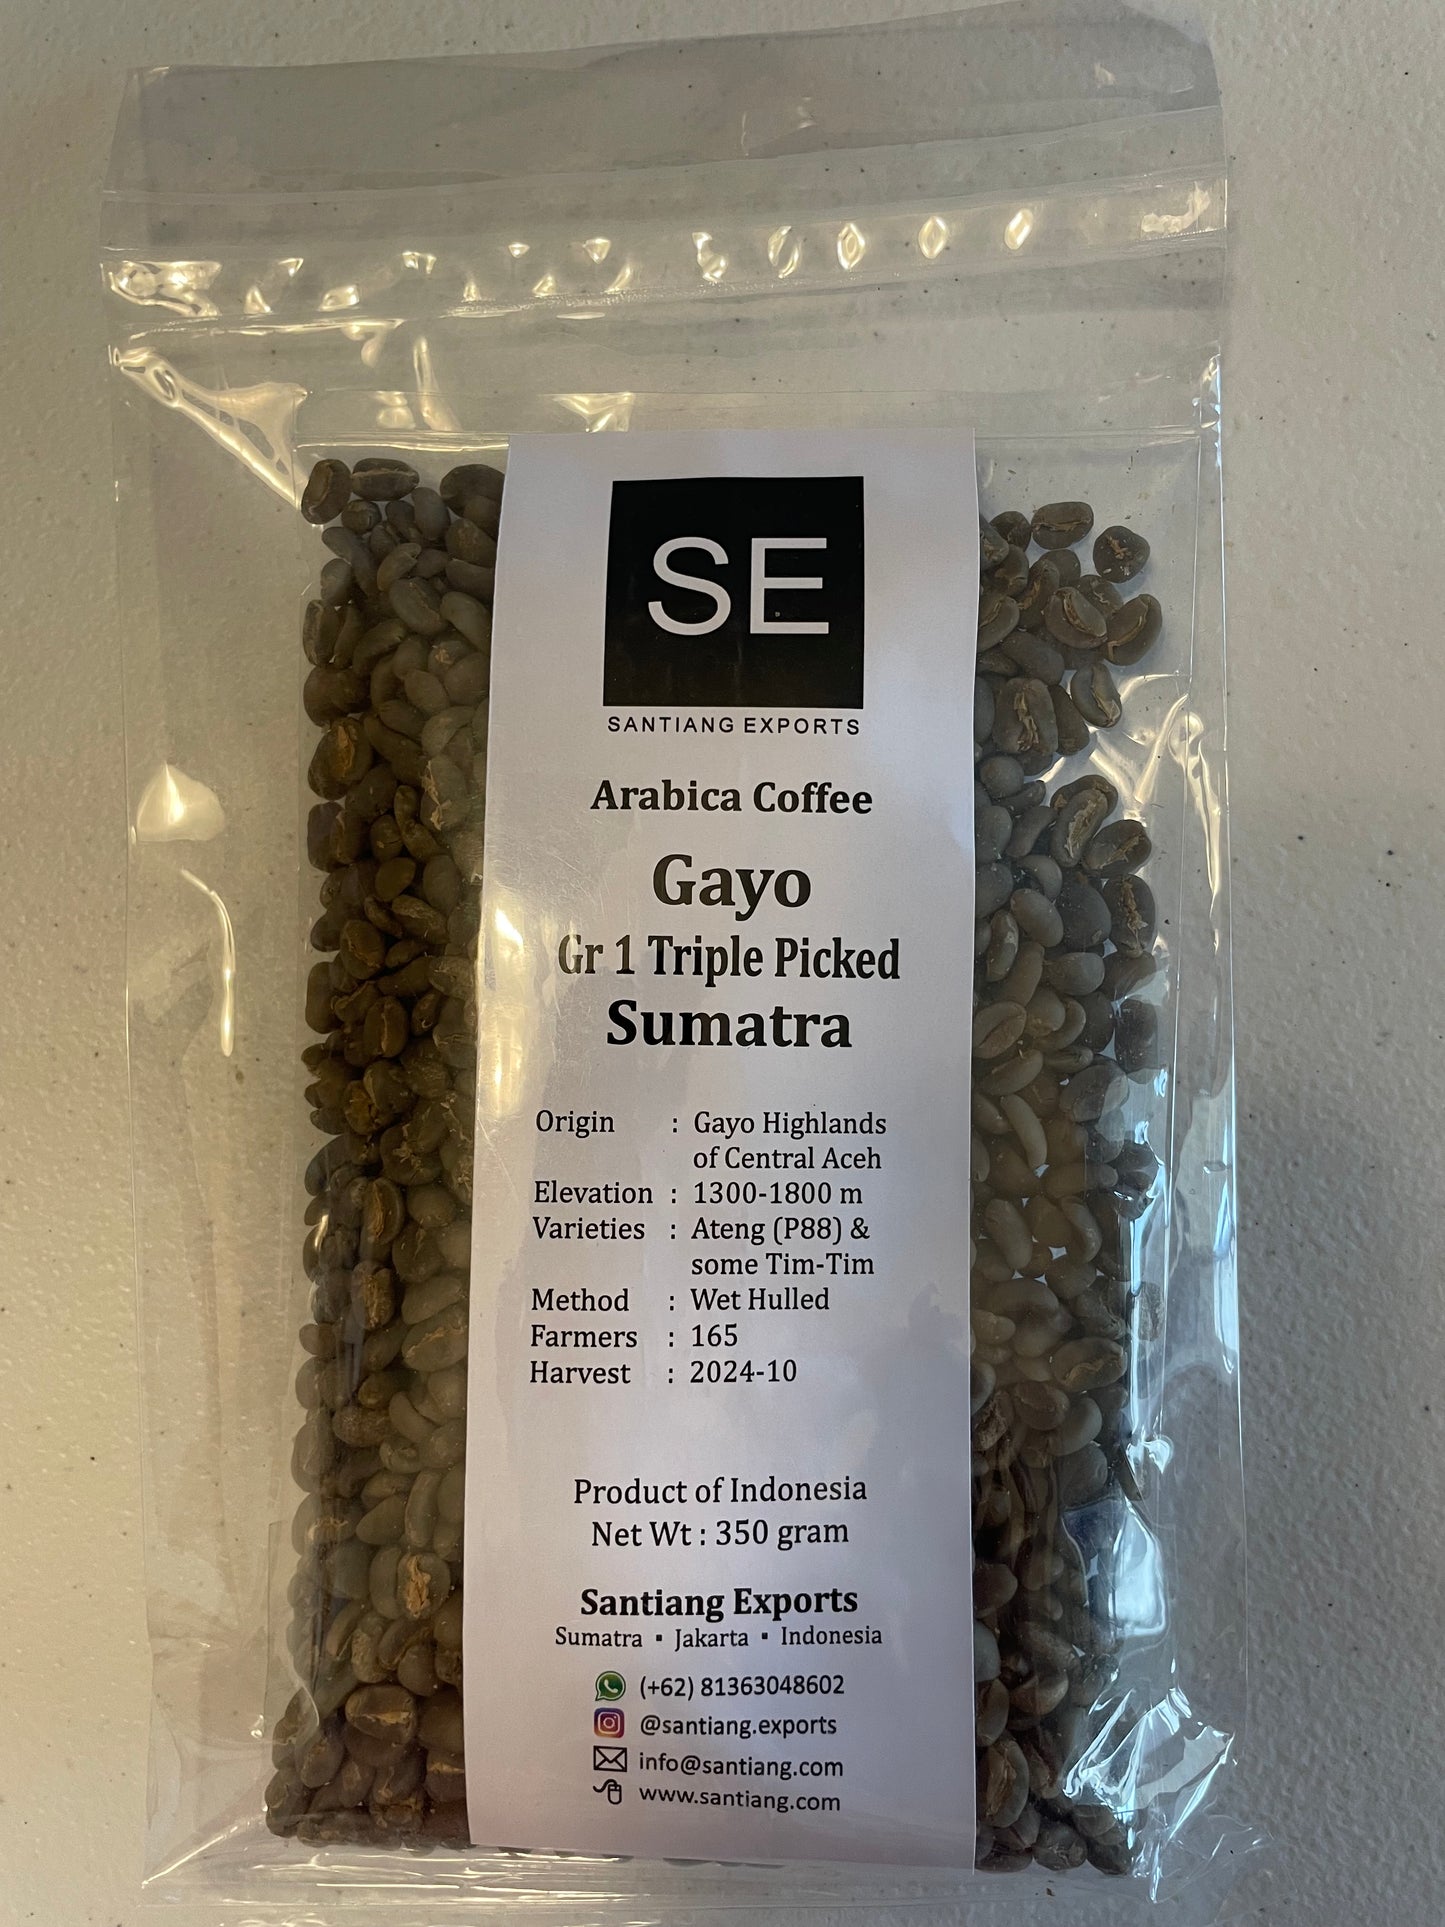 SE
SANTIANG EXPORTS
Arabica Coffee
Gayo
Gr 1 Triple Picked
Sumatra
Origin : Gayo Highlands
of Central Aceh
Elevation : 1300-1800 m
Varieties : Ateng (P88) &
some Tim-Tim
Method : Wet Hulled
Farmers : 165
Harvest : 2024-10
Product of Indonesia
Net Wt : 350 gram
Santiang Exports
Sumatra ▪ Jakarta ▪ Indonesia
(+62) 81363048602
@santiang.exports
info@santiang.com
www.santiang.com